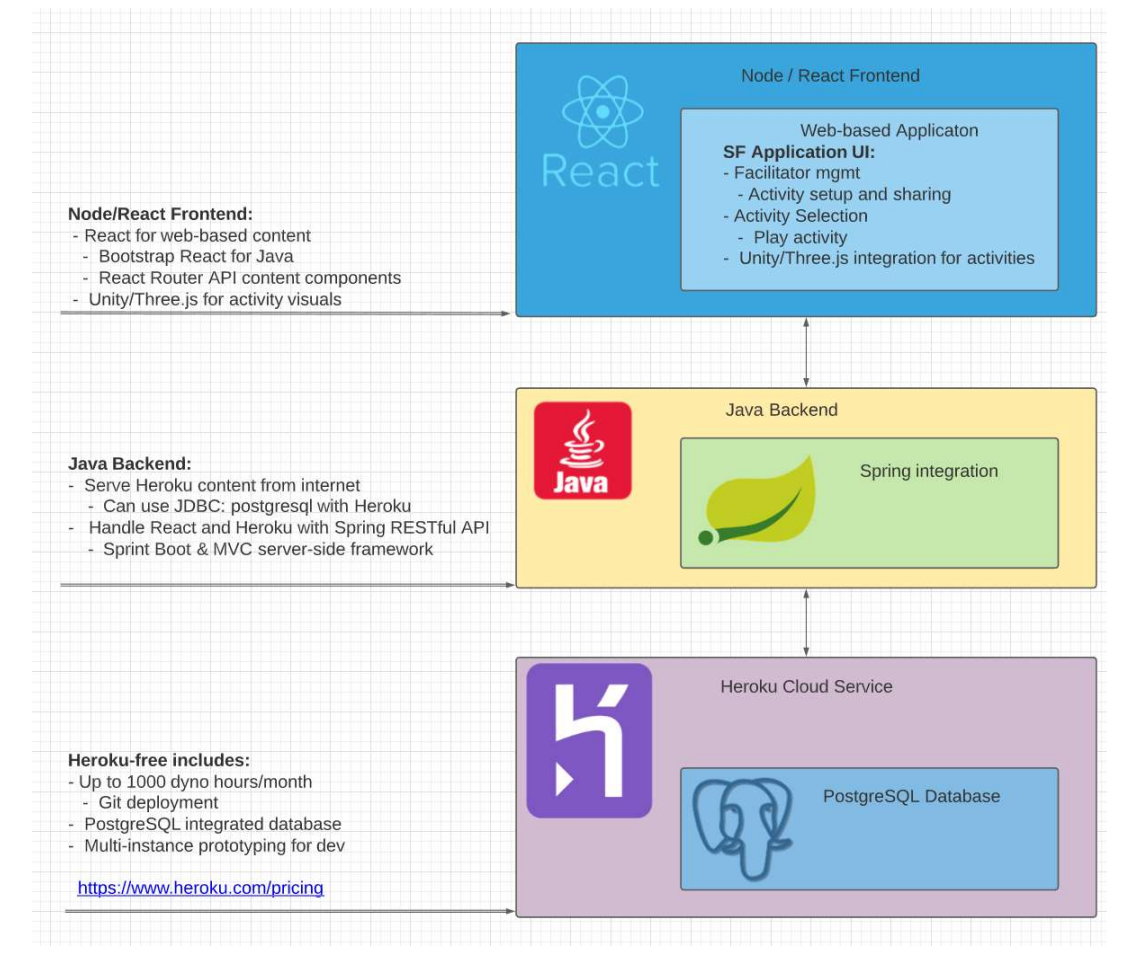 Node / React Frontend
React
Web-based Applicaton
SF Application UI:
- Facilitator mgmt
- Activity setup and sharing
- Activity Selection
- Play activity
- Unity/Three.js integration for activities
Node/React Frontend:
- React for web-based content
- Bootstrap React for Java
- React Router API content components
- Unity/Three.js for activity visuals
Java Backend
Java
Spring integration
Java Backend:
- Serve Heroku content from internet
- Can use JDBC: postgresql with Heroku
- Handle React and Heroku with Spring RESTful API
- Sprint Boot & MVC server-side framework
Heroku Cloud Service
PostgreSQL Database
Heroku-free includes:
- Up to 1000 dyno hours/month
- Git deployment
- PostgreSQL integrated database
- Multi-instance prototyping for dev
https://www.heroku.com/pricing